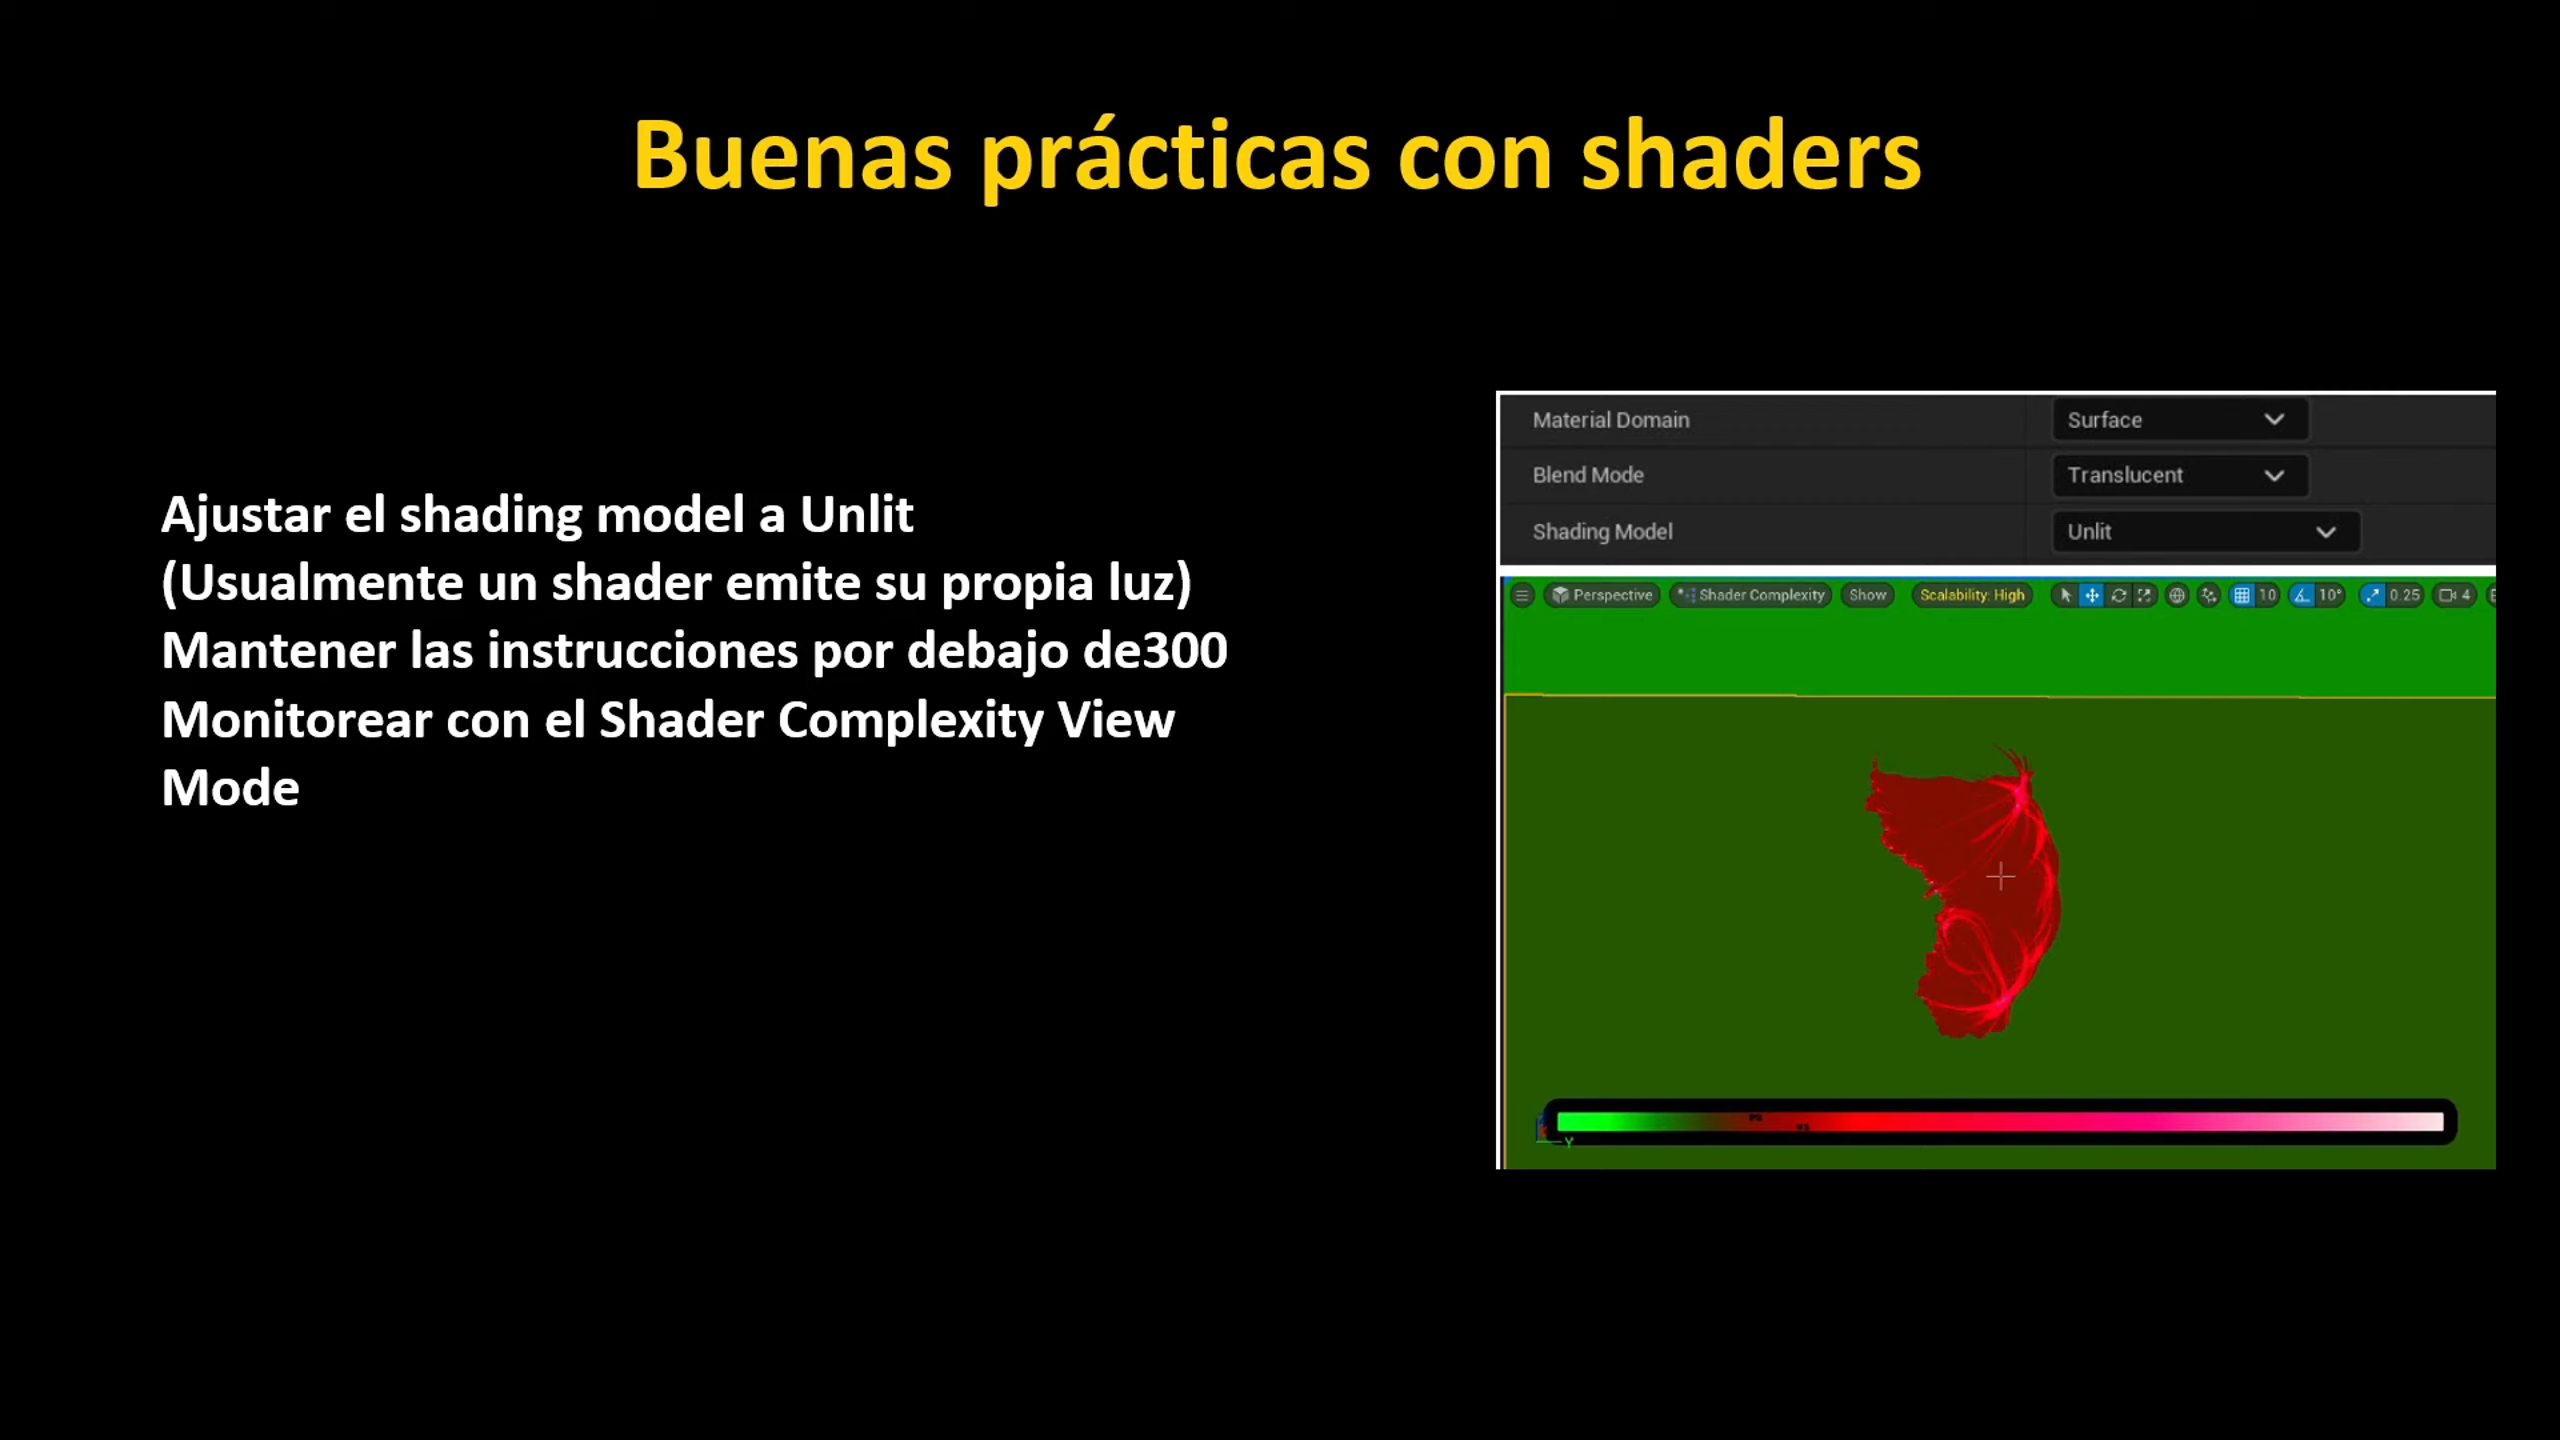 Buenas prácticas con shaders
Ajustar el shading model a Unlit
(Usualmente un shader emite su propia luz)
Mantener las instrucciones por debajo de300
Monitorear con el Shader Complexity View
Mode
Material Domain Surface
Blend Mode Translucent
Shading Model Unlit
Perspective Shader Complexity Show Scalability: High 10 10° 0.25 4
PS
VS
Y